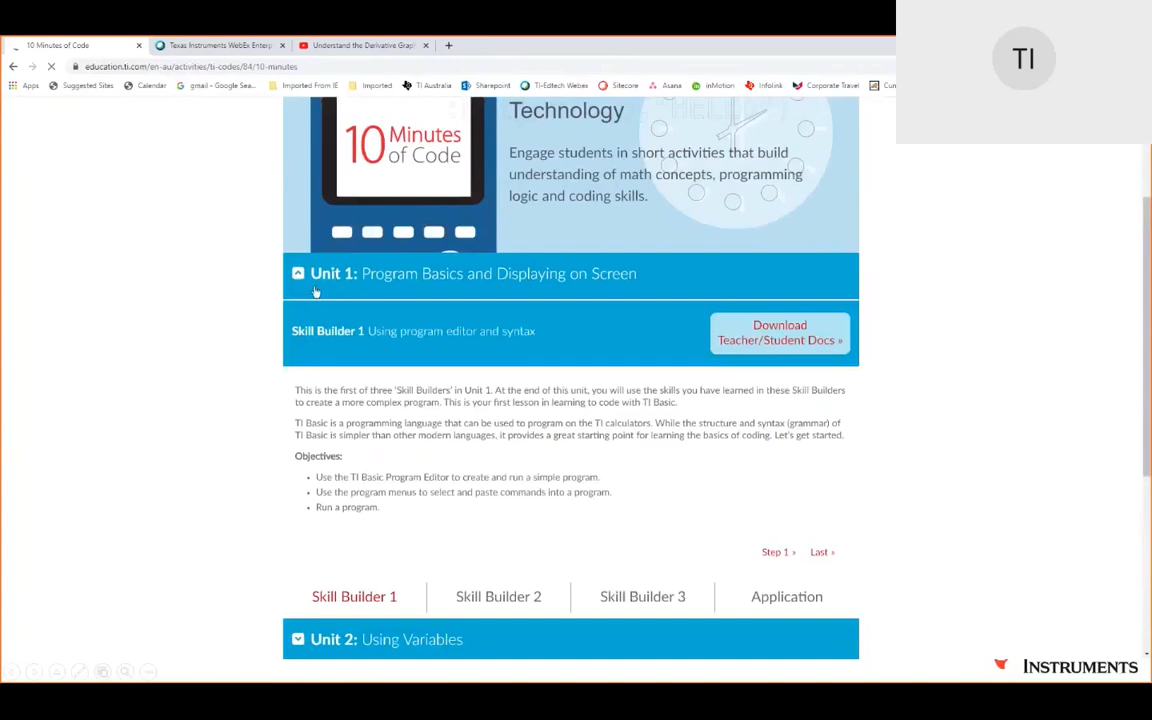 10 Minutes of Code
Texas Instruments WebEx Enterp
Understand the Derivative Graph
education.ti.com/en-au/activities/ti-codes/84/10-minutes
Apps
Suggested Sites
Calendar
gmail - Google Sea...
Imported From IE
Imported
TI Australia
Sharepoint
TI-Edtech Webex
Sitecore
Asana
inMotion
Infolink
Corporate Travel
TI
10 Minutes
of Code
Technology
Engage students in short activities that build
understanding of math concepts, programming
logic and coding skills.
Unit 1: Program Basics and Displaying on Screen
Skill Builder 1 Using program editor and syntax
Download
Teacher/Student Docs »
This is the first of three 'Skill Builders' in Unit 1. At the end of this unit, you will use the skills you have learned in these Skill Builders
to create a more complex program. This is your first lesson in learning to code with TI Basic.
TI Basic is a programming language that can be used to program on the TI calculators. While the structure and syntax (grammar) of
TI Basic is simpler than other modern languages, it provides a great starting point for learning the basics of coding. Let's get started.
Objectives:
• Use the TI Basic Program Editor to create and run a simple program.
• Use the program menus to select and paste commands into a program.
• Run a program.
Step 1 » Last »
Skill Builder 1
Skill Builder 2
Skill Builder 3
Application
Unit 2: Using Variables
INSTRUMENTS